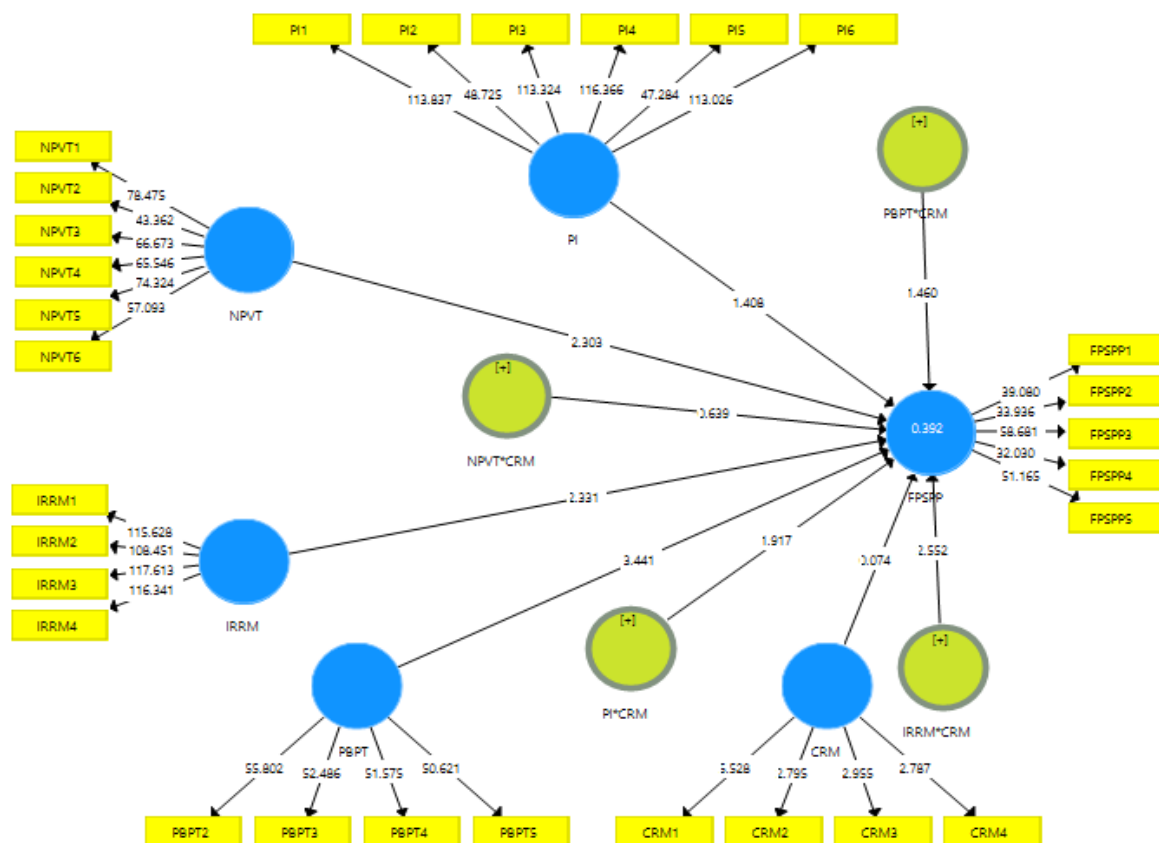 PI1 PI2 PI3 PI4 PI5 PI6
113.837 48.725 113.324 116.366 47.284 113.026
[+]
PBPT*CRM
PI
NPVT1
NPVT2
NPVT3
NPVT4
NPVT5
NPVT6
78.475
43.362
66.673
65.546
74.324
57.093
NPVT
1.408
1.460
2.303
[+]
NPVT*CRM
0.639
0.392
FPSPP
39.080
33.936
58.681
32.030
51.165
FPSPP1
FPSPP2
FPSPP3
FPSPP4
FPSPP5
IRRM1
IRRM2
IRRM3
IRRM4
115.628
108.451
117.613
116.341
IRRM
2.331
3.441
1.917
0.074
2.552
[+]
PI*CRM
[+]
IRRM*CRM
PBPT
CRM
55.802 52.486 51.575 50.621
2.795 2.955 2.787
PBPT2 PBPT3 PBPT4 PBPT5
CRM1 CRM2 CRM3 CRM4